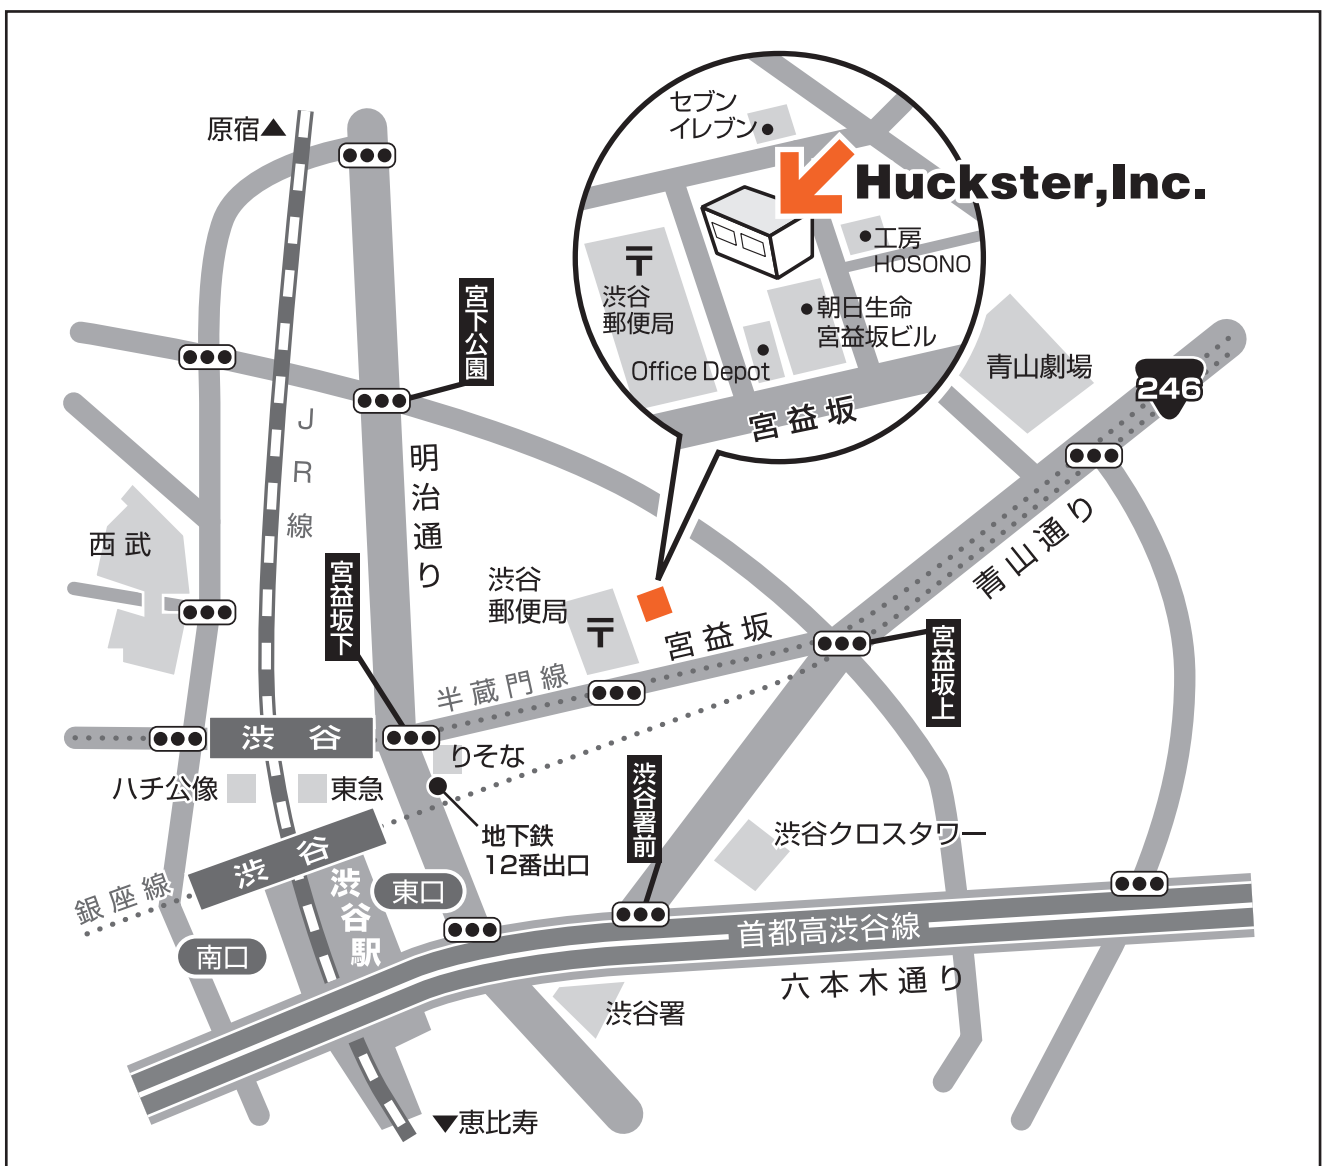 原宿▲
セブン
イレブン
Huckster,Inc.
工房
HOSONO
〒
渋谷
郵便局
朝日生命
宮益坂ビル
Office Depot
宮益坂
宮下公園
青山劇場
246
JR線
明治通り
西武
青山通り
宮益坂下
渋谷
郵便局
〒
宮益坂
宮益坂上
半蔵門線
渋谷
りそな
ハチ公像
東急
渋谷署前
地下鉄
12番出口
渋谷クロスタワー
渋谷
銀座線
渋谷駅
東口
南口
首都高渋谷線
六本木通り
渋谷署
▼恵比寿